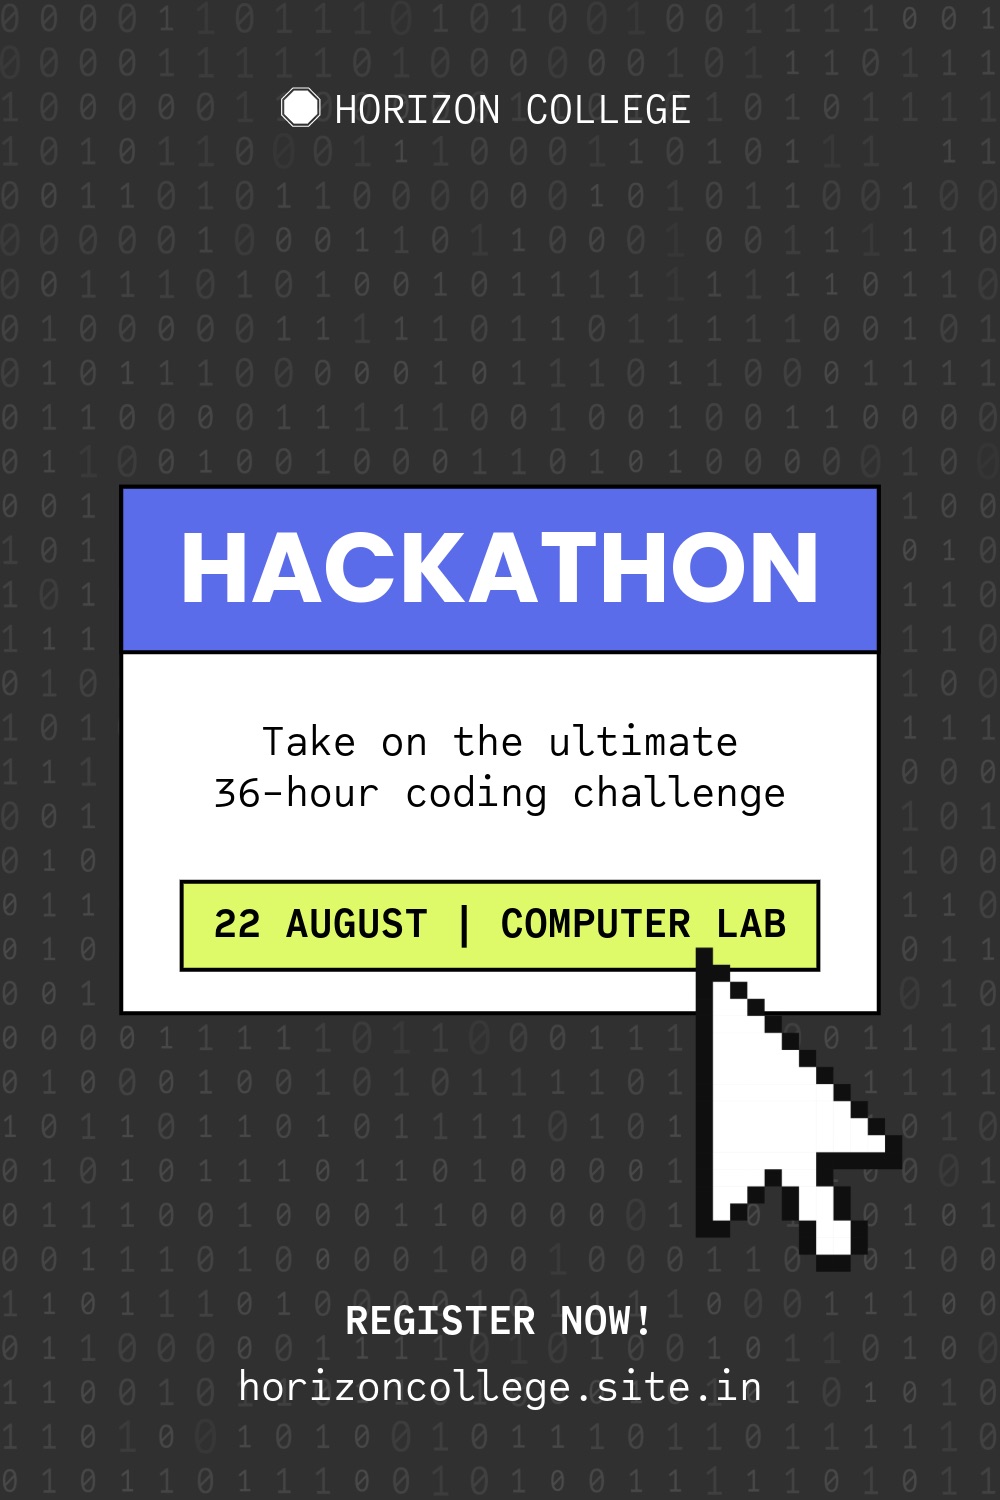 HORIZON COLLEGE
HACKATHON
Take on the ultimate
36-hour coding challenge
22 AUGUST | COMPUTER LAB
REGISTER NOW!
horizoncollege.site.in